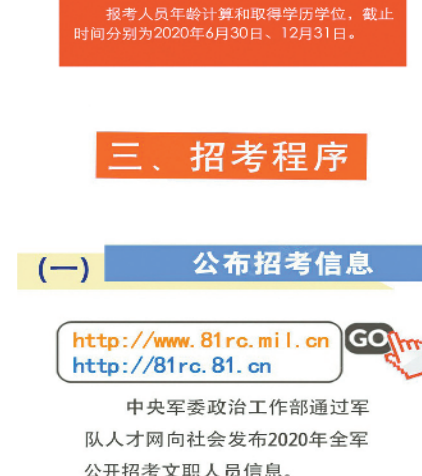 报考人员年龄计算和取得学历学位，截止
时间分别为2020年6月30日、12月31日。
三、招考程序
(一) 公布招考信息
http://www.81rc.mil.cn GO
http://81rc.81.cn
中央军委政治工作部通过军
队人才网向社会发布2020年全军
公开招考文职人员信息。